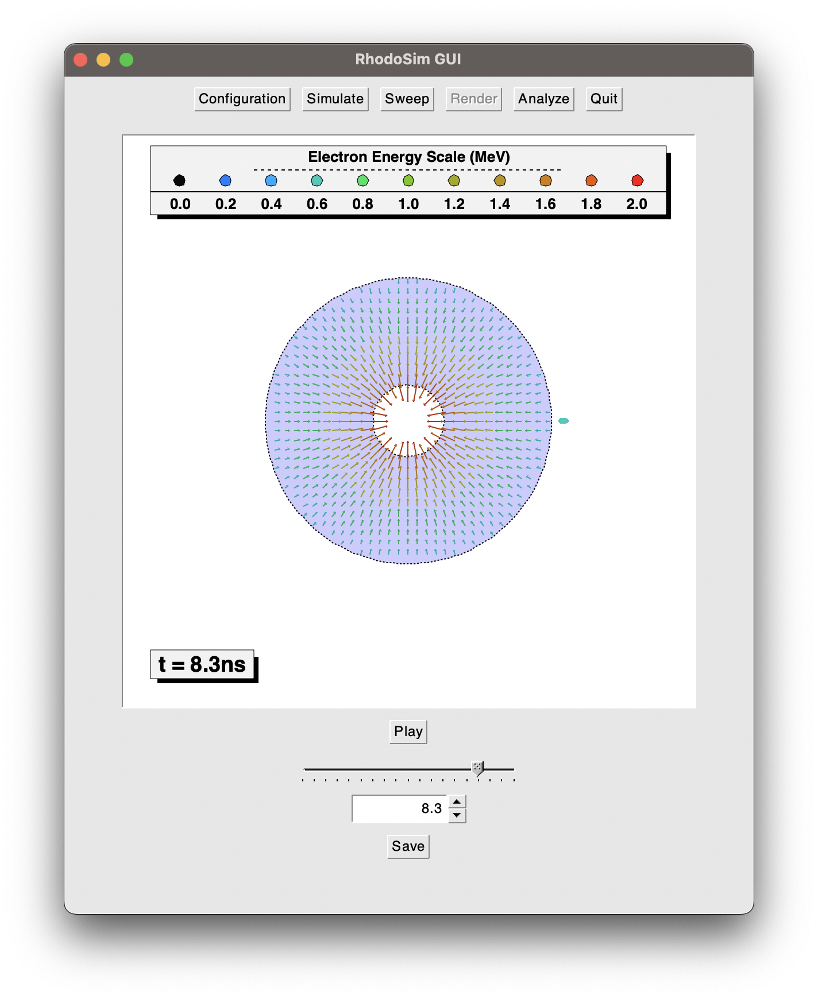 RhodoSim GUI
Configuration Simulate Sweep Render Analyze Quit
Electron Energy Scale (MeV)
0.0 0.2 0.4 0.6 0.8 1.0 1.2 1.4 1.6 1.8 2.0
t = 8.3ns
Play
8.3
Save